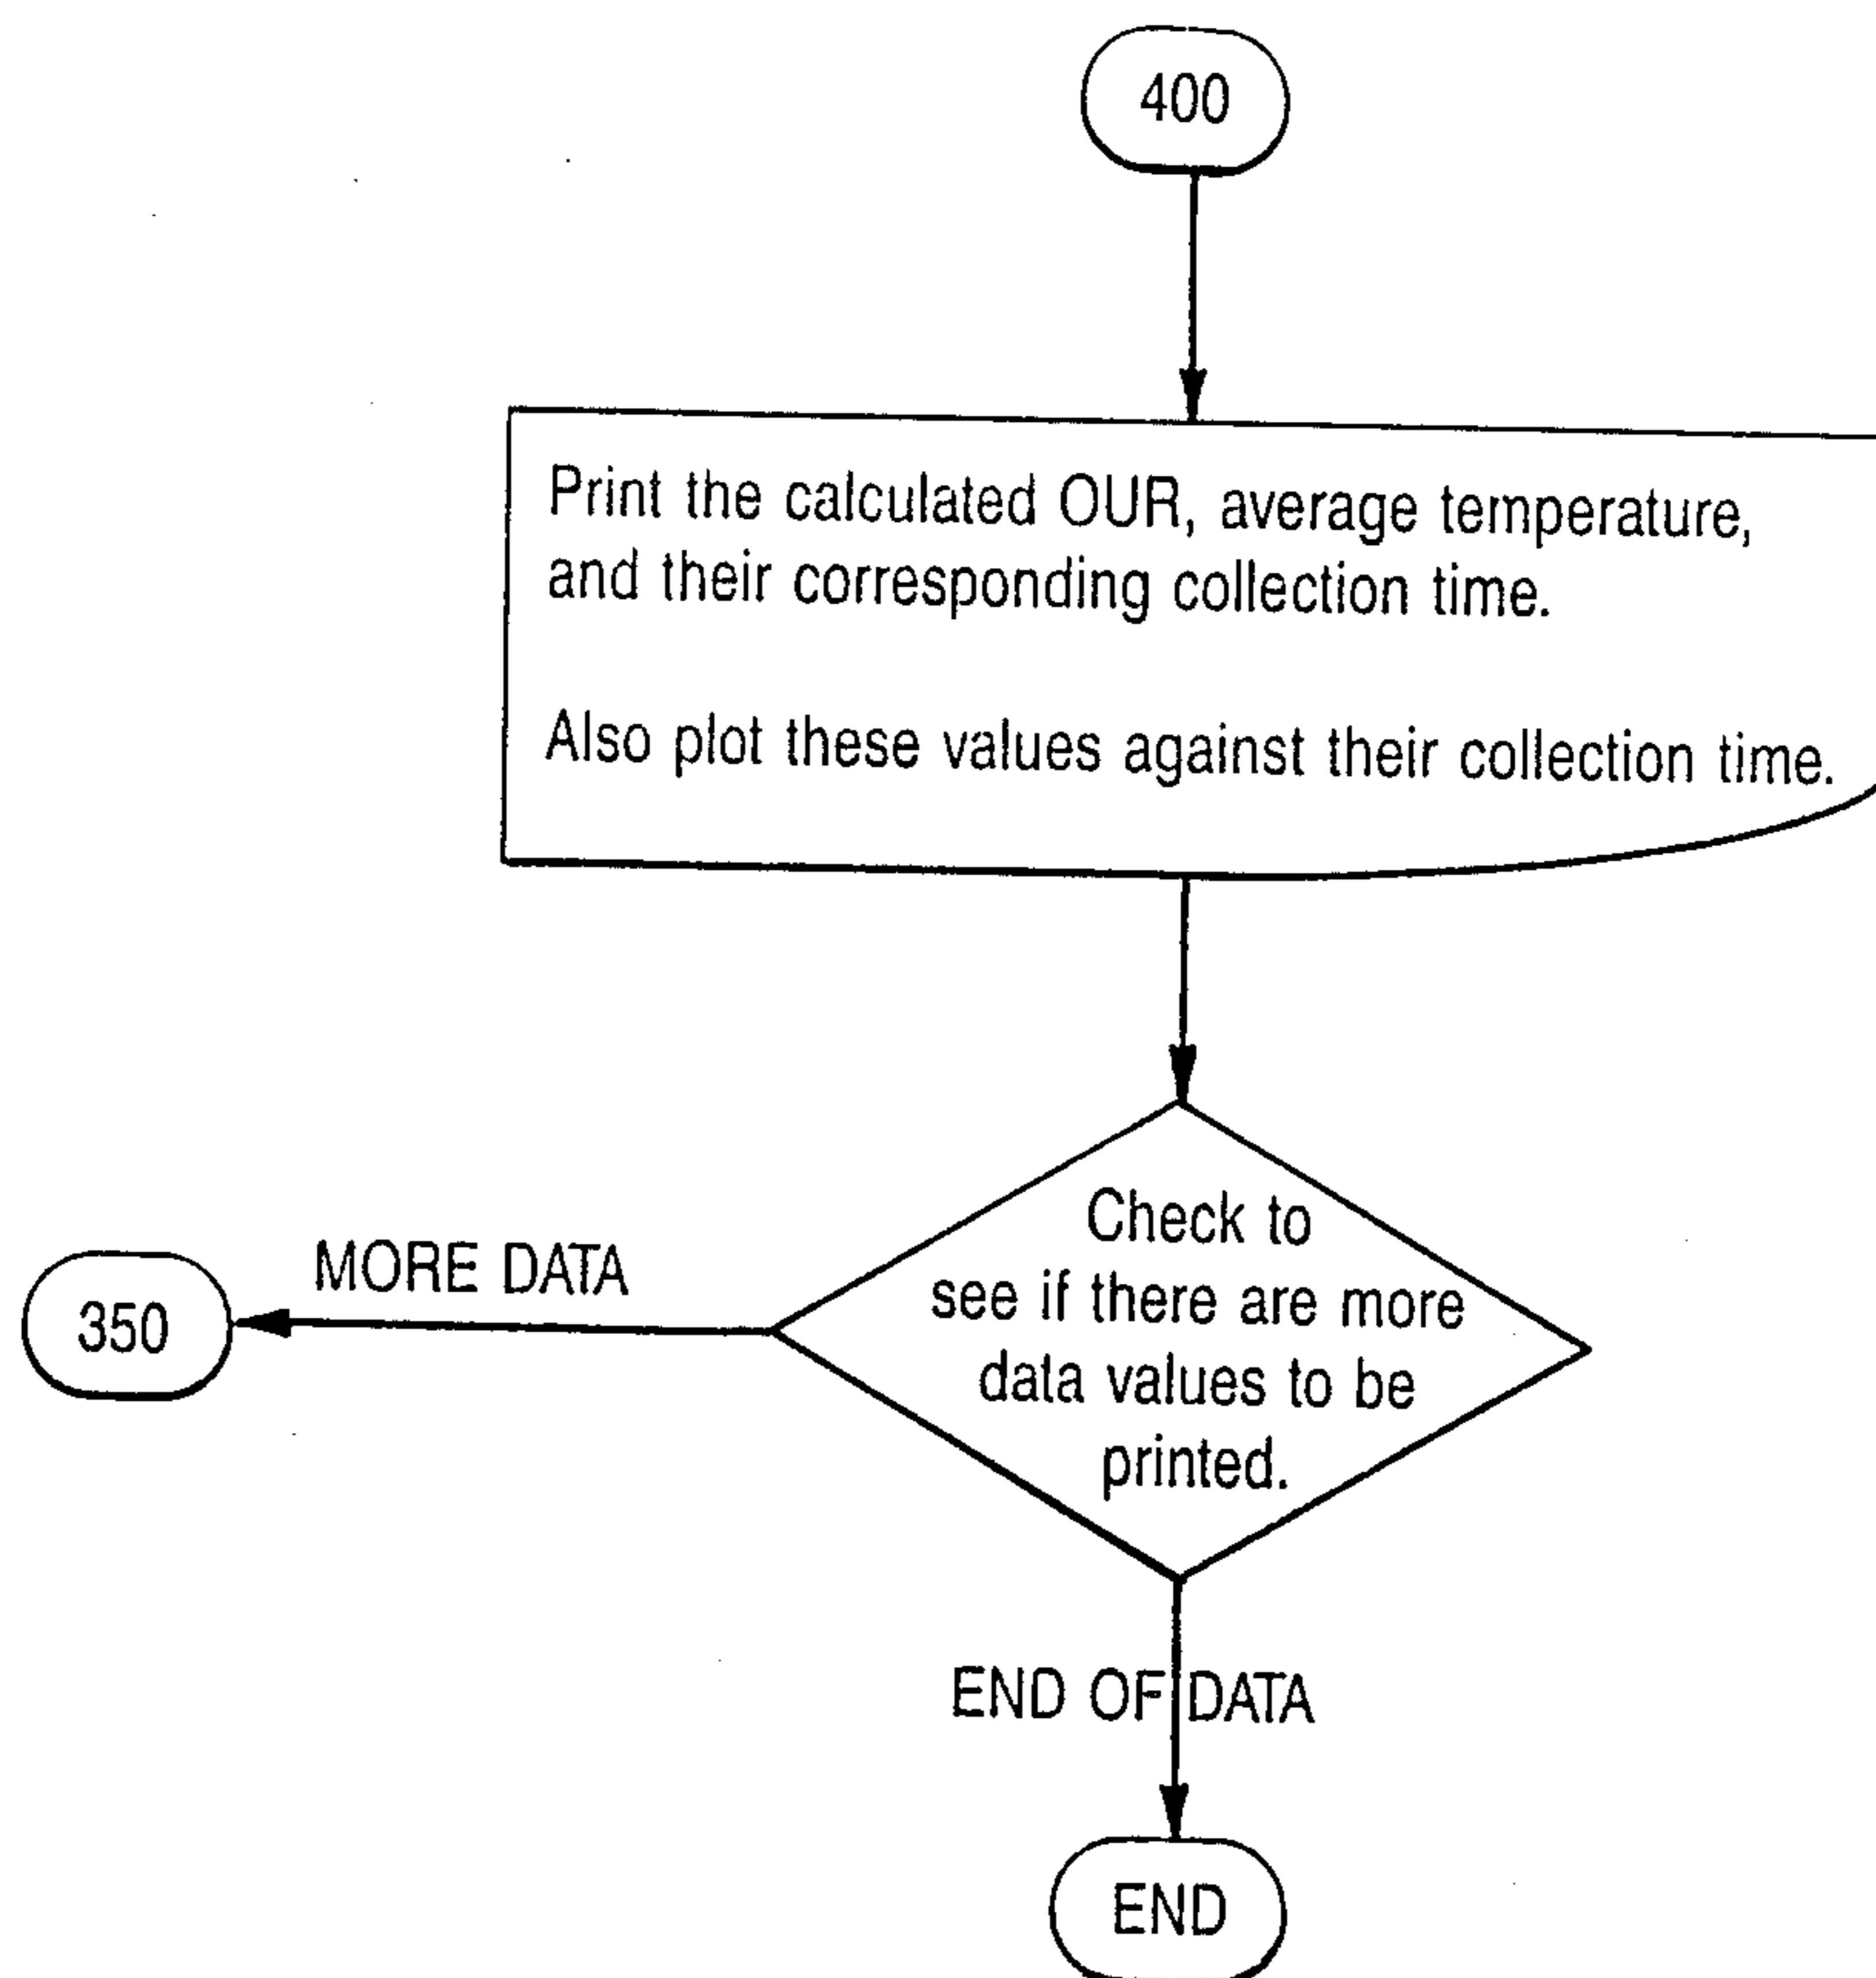 400
Print the calculated OUR, average temperature,
and their corresponding collection time.
Also plot these values against their collection time.
Check to
see if there are more
data values to be
printed.
MORE DATA
350
END OF DATA
END